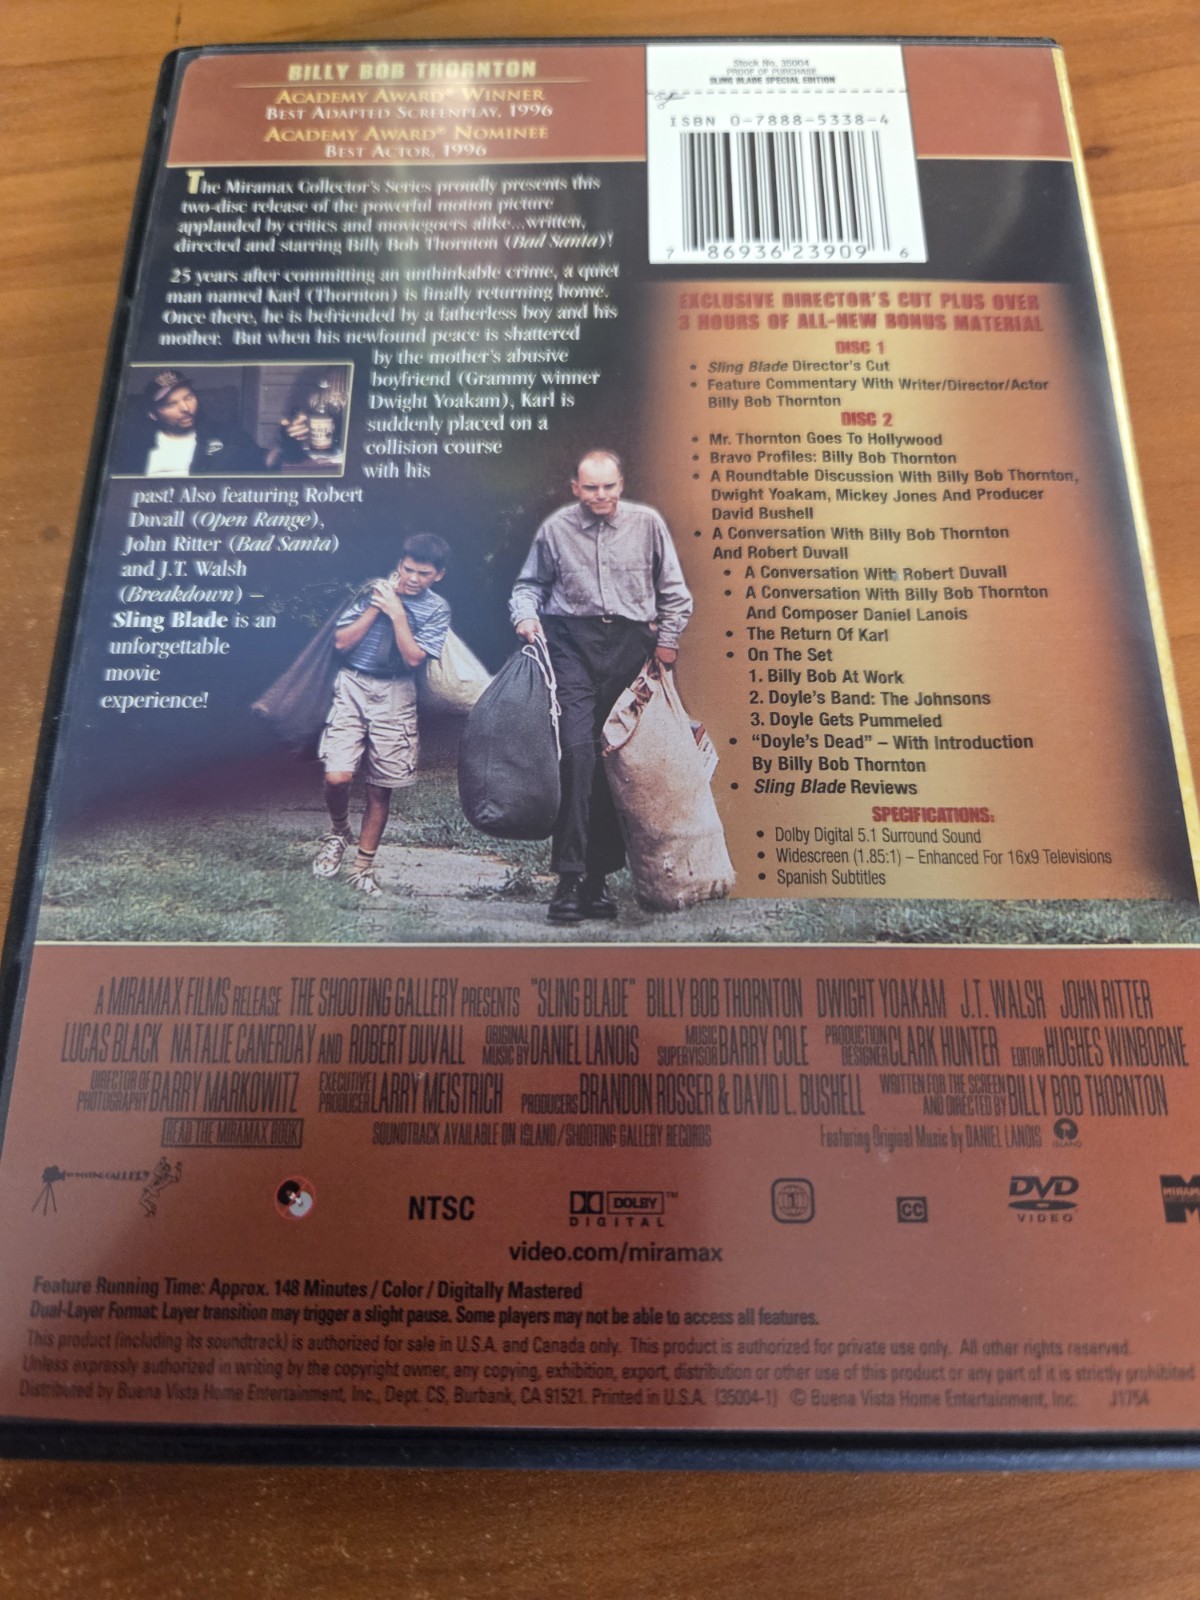 BILLY BOB THORNTON
ACADEMY AWARD® WINNER
BEST ADAPTED SCREENPLAY, 1996
ACADEMY AWARD® NOMINEE
BEST ACTOR, 1996
Stock No. 35004
PROOF OF PURCHASE
SLING BLADE SPECIAL EDITION
ISBN 0-7888-5338-4
7 86936 23909 6
The Miramax Collector's Series proudly presents this
two-disc release of the powerful motion picture
applauded by critics and moviegoers alike...written,
directed and starring Billy Bob Thornton (Bad Santa)!
25 years after committing an unthinkable crime, a quiet
man named Karl (Thornton) is finally returning home.
Once there, he is befriended by a fatherless boy and his
mother. But when his newfound peace is shattered
by the mother's abusive
boyfriend (Grammy winner
Dwight Yoakam), Karl is
suddenly placed on a
collision course
with his
past! Also featuring Robert
Duvall (Open Range),
John Ritter (Bad Santa)
and J.T. Walsh
(Breakdown) –
Sling Blade is an
unforgettable
movie
experience!
EXCLUSIVE DIRECTOR'S CUT PLUS OVER
3 HOURS OF ALL-NEW BONUS MATERIAL
DISC 1
• Sling Blade Director's Cut
• Feature Commentary With Writer/Director/Actor
Billy Bob Thornton
DISC 2
• Mr. Thornton Goes To Hollywood
• Bravo Profiles: Billy Bob Thornton
• A Roundtable Discussion With Billy Bob Thornton,
Dwight Yoakam, Mickey Jones And Producer
David Bushell
• A Conversation With Billy Bob Thornton
And Robert Duvall
• A Conversation With Robert Duvall
• A Conversation With Billy Bob Thornton
And Composer Daniel Lanois
• The Return Of Karl
• On The Set
1. Billy Bob At Work
2. Doyle's Band: The Johnsons
3. Doyle Gets Pummeled
• "Doyle's Dead" – With Introduction
By Billy Bob Thornton
• Sling Blade Reviews
SPECIFICATIONS:
• Dolby Digital 5.1 Surround Sound
• Widescreen (1.85:1) – Enhanced For 16x9 Televisions
• Spanish Subtitles
A MIRAMAX FILMS RELEASE THE SHOOTING GALLERY PRESENTS "SLING BLADE" BILLY BOB THORNTON DWIGHT YOAKAM J.T. WALSH JOHN RITTER
LUCAS BLACK NATALIE CANERDAY AND ROBERT DUVALL ORIGINAL MUSIC BY DANIEL LANOIS MUSIC SUPERVISOR BARRY COLE PRODUCTION DESIGNER CLARK HUNTER EDITOR HUGHES WINBORNE
DIRECTOR OF PHOTOGRAPHY BARRY MARKOWITZ EXECUTIVE PRODUCER LARRY MEISTRICH PRODUCERS BRANDON ROSSER & DAVID L. BUSHELL WRITTEN FOR THE SCREEN AND DIRECTED BY BILLY BOB THORNTON
READ THE MIRAMAX BOOK SOUNDTRACK AVAILABLE ON ISLAND/SHOOTING GALLERY RECORDS Featuring Original Music by DANIEL LANOIS ISLAND
NTSC DOLBY DIGITAL ™ 1 CC DVD VIDEO
video.com/miramax
Feature Running Time: Approx. 148 Minutes / Color / Digitally Mastered
Dual-Layer Format: Layer transition may trigger a slight pause. Some players may not be able to access all features.
This product (including its soundtrack) is authorized for sale in U.S.A. and Canada only. This product is authorized for private use only. All other rights reserved.
Unless expressly authorized in writing by the copyright owner, any copying, exhibition, export, distribution or other use of this product or any part of it is strictly prohibited
Distributed by Buena Vista Home Entertainment, Inc., Dept. CS, Burbank, CA 91521. Printed in U.S.A. (35004-1) © Buena Vista Home Entertainment, Inc. J1754